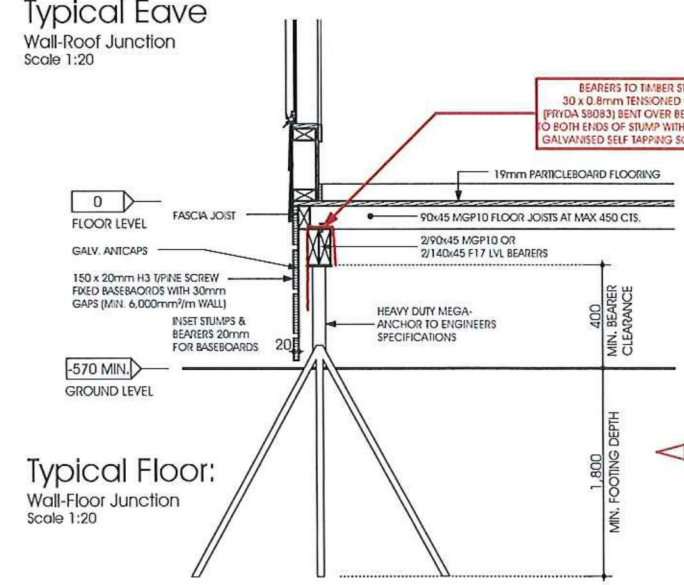 Typical Eave
Wall-Roof Junction
Scale 1:20
BEARERS TO TIMBER
30 x 0.8mm TENSIONED
(PRYDA SB083) BENT OVER
TO BOTH ENDS OF STUMP WITH
GALVANISED SELF TAPPING
19mm PARTICLEBOARD FLOORING
0
FLOOR LEVEL
FASCIA JOIST
90x45 MGP10 FLOOR JOISTS AT MAX 450 CTS.
GALV. ANTCAPS
2/90x45 MGP10 OR
2/140x45 F17 LVL BEARERS
150 x 20mm H3 T/PINE SCREW
FIXED BASEBAORDS WITH 30mm
GAPS (MIN. 6,000mm²/m WALL)
HEAVY DUTY MEGA-
ANCHOR TO ENGINEERS
SPECIFICATIONS
INSET STUMPS &
BEARERS 20mm
FOR BASEBOARDS
20
400
MIN. BEARER
CLEARANCE
-570 MIN.
GROUND LEVEL
1,800
MIN. FOOTING DEPTH
Typical Floor:
Wall-Floor Junction
Scale 1:20